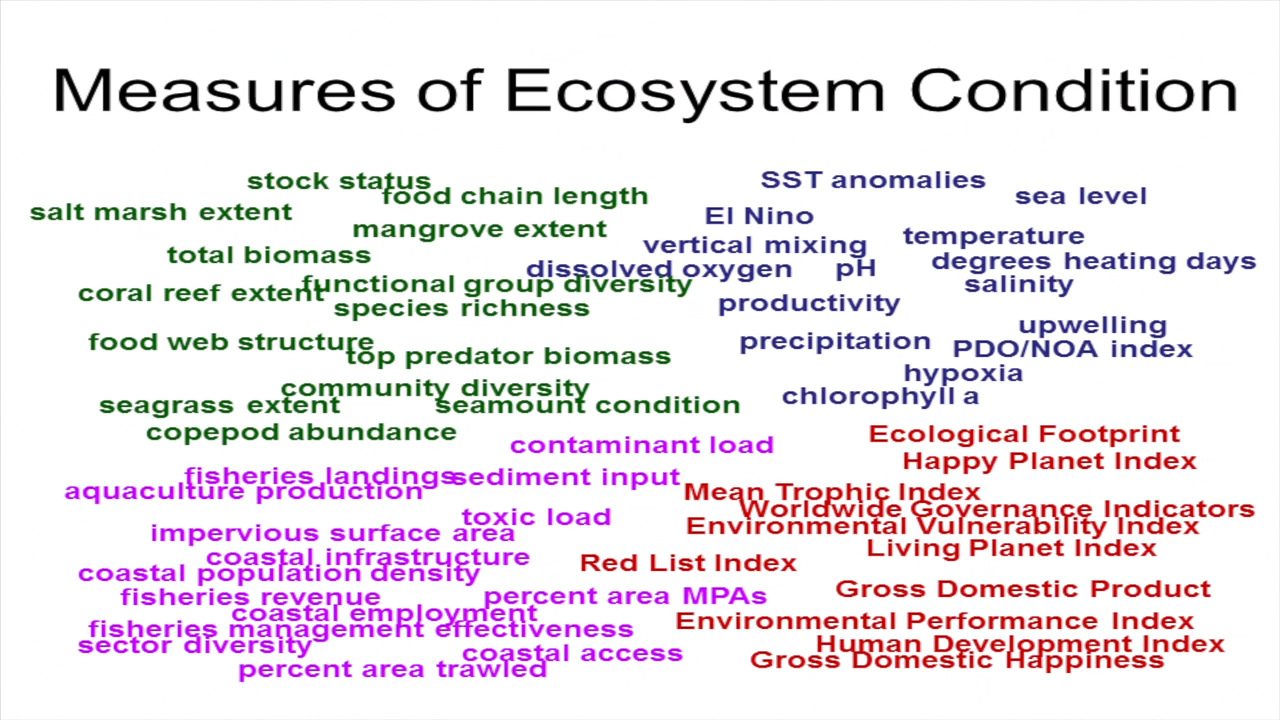 Measures of Ecosystem Condition
stock status
food chain length
salt marsh extent
mangrove extent
total biomass
functional group diversity
coral reef extent
species richness
food web structure
top predator biomass
community diversity
seagrass extent
seamount condition
copepod abundance
SST anomalies
sea level
El Nino
temperature
vertical mixing
degrees heating days
dissolved oxygen
pH
salinity
productivity
upwelling
precipitation
PDO/NOA index
hypoxia
chlorophyll a
contaminant load
fisheries landings
sediment input
aquaculture production
toxic load
impervious surface area
coastal infrastructure
coastal population density
fisheries revenue
percent area MPAs
coastal employment
fisheries management effectiveness
sector diversity
coastal access
percent area trawled
Ecological Footprint
Happy Planet Index
Mean Trophic Index
Worldwide Governance Indicators
Environmental Vulnerability Index
Living Planet Index
Red List Index
Gross Domestic Product
Environmental Performance Index
Human Development Index
Gross Domestic Happiness